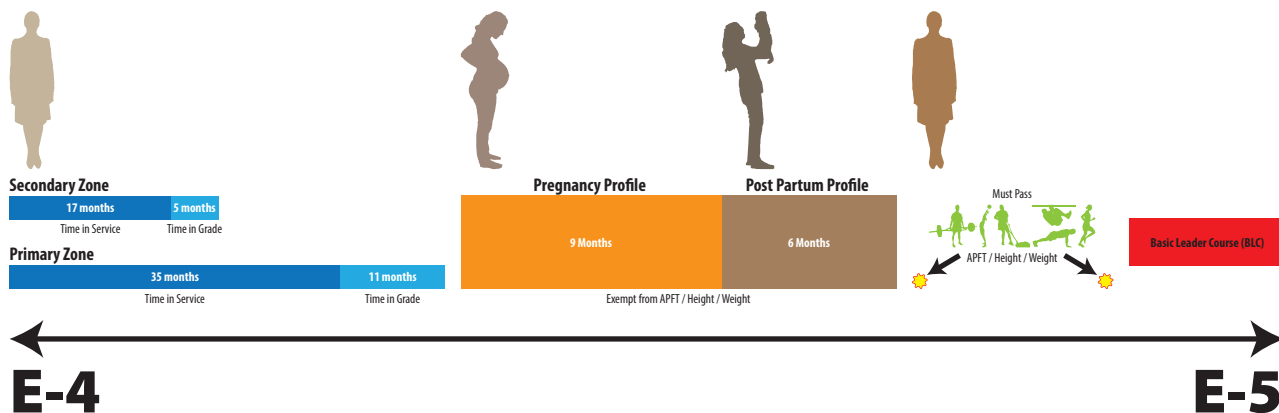 Secondary Zone
17 months
5 months
Time in Service
Time in Grade
Primary Zone
35 months
11 months
Time in Service
Time in Grade
Pregnancy Profile
Post Partum Profile
9 Months
6 Months
Exempt from APFT / Height / Weight
Must Pass
APFT / Height / Weight
Basic Leader Course (BLC)
E-4
E-5